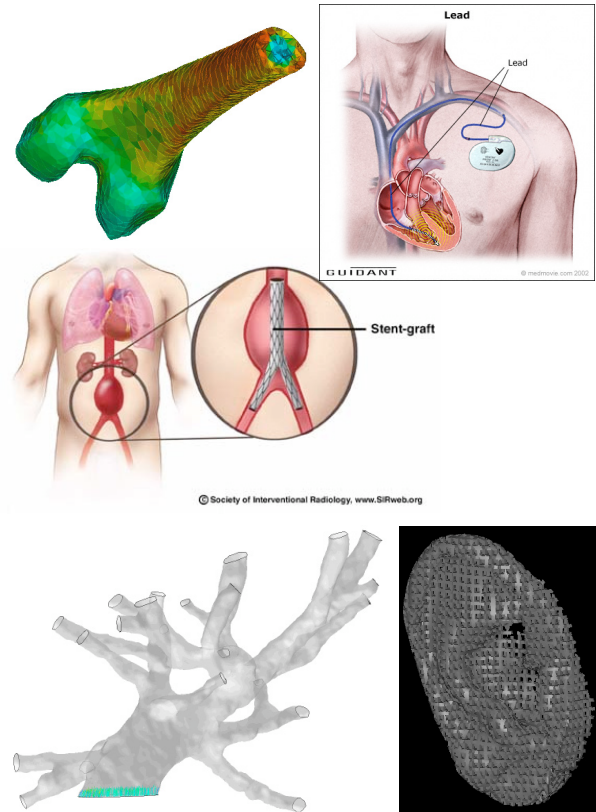 Lead
Lead
GUIDANT
© medmovie.com 2002
Stent-graft
© Society of Interventional Radiology, www.SIRweb.org